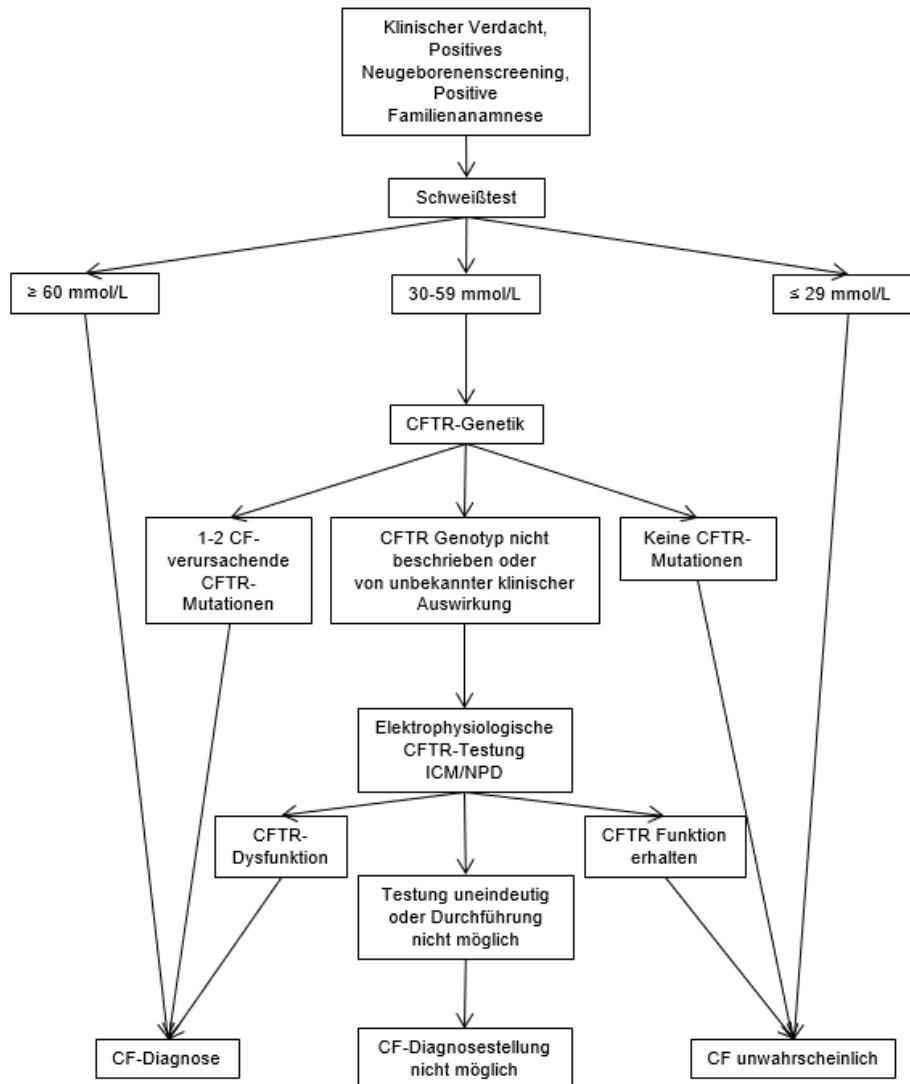 Klinischer Verdacht,
Positives
Neugeborenenscreening,
Positive
Familienanamnese
Schweißtest
≥ 60 mmol/L
30-59 mmol/L
≤ 29 mmol/L
CFTR-Genetik
1-2 CF-
verursachende
CFTR-
Mutationen
CFTR Genotyp nicht
beschrieben oder
von unbekannter klinischer
Auswirkung
Keine CFTR-
Mutationen
Elektrophysiologische
CFTR-Testung
ICM/NPD
CFTR-
Dysfunktion
CFTR Funktion
erhalten
Testung uneindeutig
oder Durchführung
nicht möglich
CF-Diagnose
CF-Diagnosestellung
nicht möglich
CF unwahrscheinlich